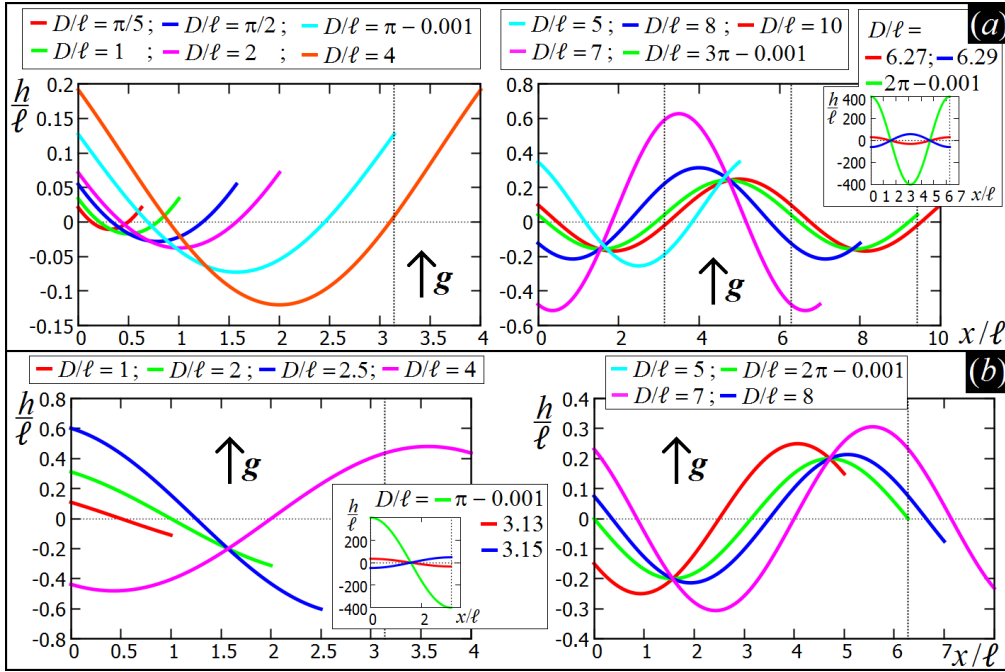 D/ℓ = π/5 ; D/ℓ = π/2 ; D/ℓ = π − 0.001
D/ℓ = 1 ; D/ℓ = 2 ; D/ℓ = 4
h/ℓ
0.2
0.15
0.1
0.05
0
-0.05
-0.1
-0.15
0 0.5 1 1.5 2 2.5 3 3.5 4
g
D/ℓ = 5 ; D/ℓ = 8 ; D/ℓ = 10
D/ℓ = 7 ; D/ℓ = 3π − 0.001
h/ℓ
0.8
0.6
0.4
0.2
0
-0.2
-0.4
-0.6
0 2 4 6 8 10 x/ℓ
g
(a)
D/ℓ =
6.27; 6.29
2π − 0.001
h/ℓ
400
200
0
-200
-400
0 1 2 3 4 5 6 7
x/ℓ
D/ℓ = 1 ; D/ℓ = 2 ; D/ℓ = 2.5 ; D/ℓ = 4
h/ℓ
0.8
0.6
0.4
0.2
0
-0.2
-0.4
-0.6
-0.8
0 0.5 1 1.5 2 2.5 3 3.5 4
g
D/ℓ = π − 0.001
3.13
3.15
h/ℓ
400
200
0
-200
-400
0 2
x/ℓ
(b)
D/ℓ = 5 ; D/ℓ = 2π − 0.001
D/ℓ = 7 ; D/ℓ = 8
h/ℓ
0.4
0.3
0.2
0.1
0
-0.1
-0.2
-0.3
-0.4
0 1 2 3 4 5 6 7 x/ℓ
g